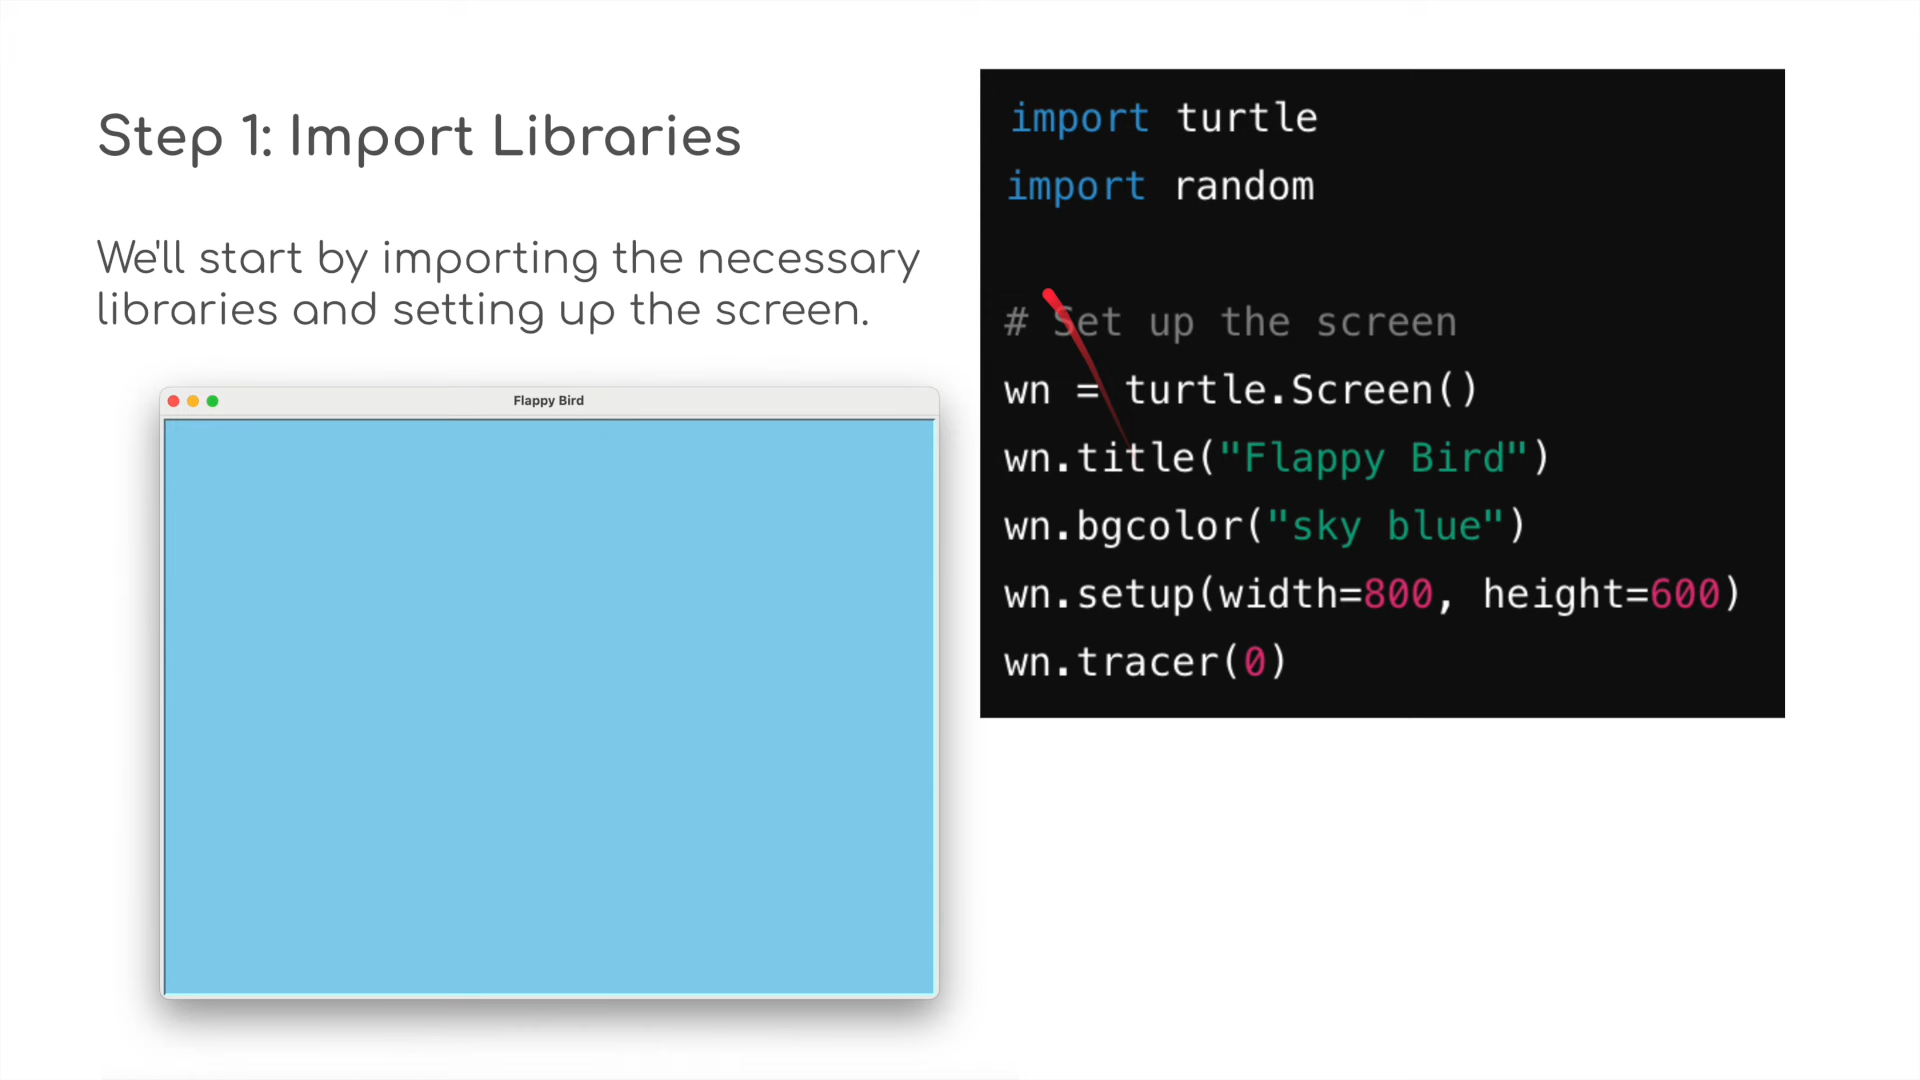 Step 1: Import Libraries
We'll start by importing the necessary
libraries and setting up the screen.
Flappy Bird
import turtle
import random
# Set up the screen
wn = turtle.Screen()
wn.title("Flappy Bird")
wn.bgcolor("sky blue")
wn.setup(width=800, height=600)
wn.tracer(0)